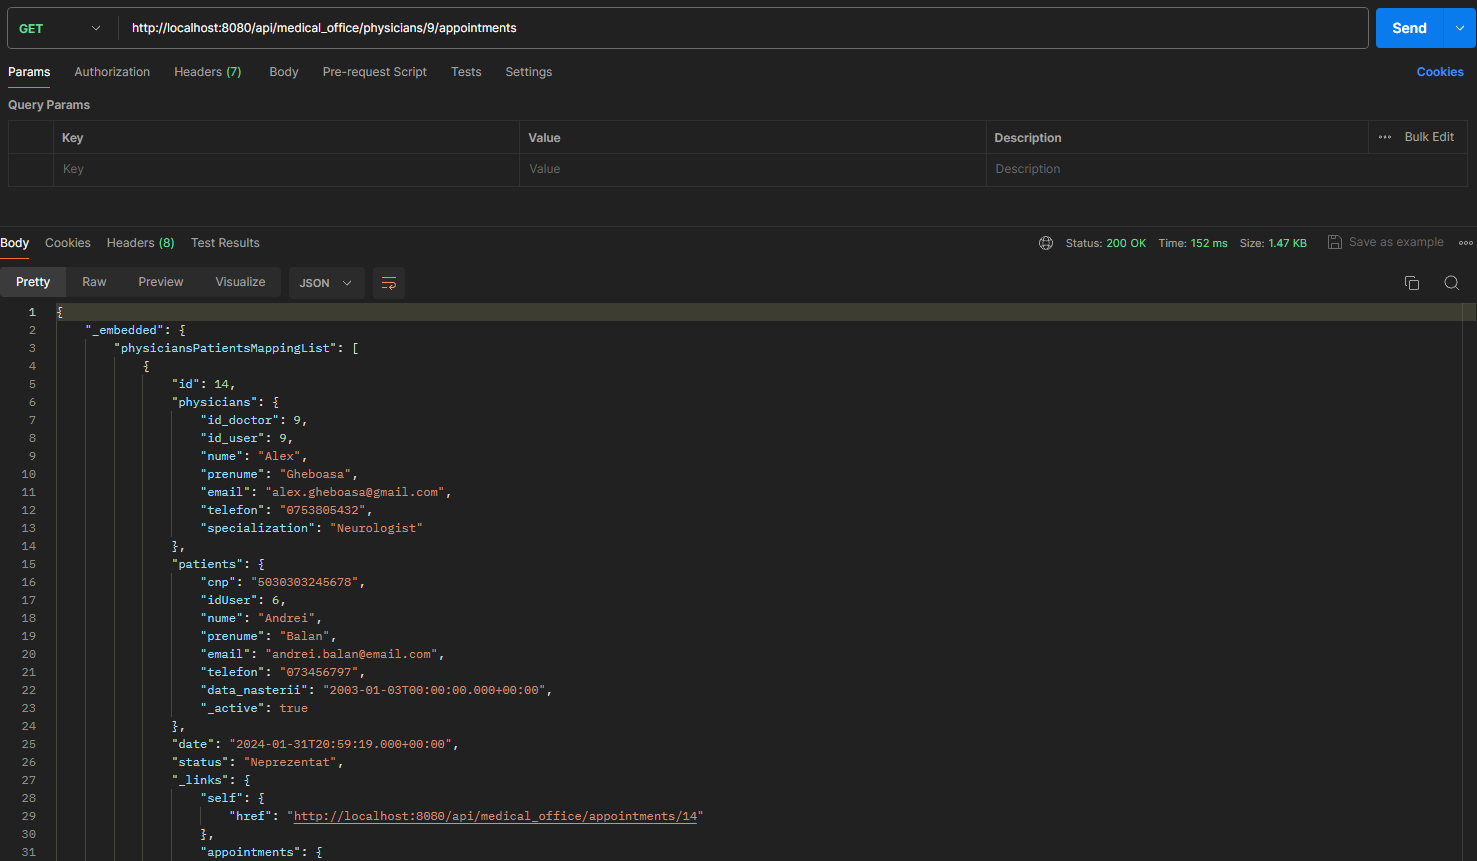 GET http://localhost:8080/api/medical_office/physicians/9/appointments Send
Params Authorization Headers (7) Body Pre-request Script Tests Settings Cookies
Query Params
Key Value Description ••• Bulk Edit
Key Value Description
Body Cookies Headers (8) Test Results Status: 200 OK Time: 152 ms Size: 1.47 KB Save as example
Pretty Raw Preview Visualize JSON
1 {
2 "_embedded": {
3 "physiciansPatientsMappingList": [
4 {
5 "id": 14,
6 "physicians": {
7 "id_doctor": 9,
8 "id_user": 9,
9 "nume": "Alex",
10 "prenume": "Gheboasa",
11 "email": "alex.gheboasa@gmail.com",
12 "telefon": "0753805432",
13 "specialization": "Neurologist"
14 },
15 "patients": {
16 "cnp": "5030303245678",
17 "idUser": 6,
18 "nume": "Andrei",
19 "prenume": "Balan",
20 "email": "andrei.balan@email.com",
21 "telefon": "073456797",
22 "data_nasterii": "2003-01-03T00:00:00.000+00:00",
23 "_active": true
24 },
25 "date": "2024-01-31T20:59:19.000+00:00",
26 "status": "Neprezentat",
27 "_links": {
28 "self": {
29 "href": "http://localhost:8080/api/medical_office/appointments/14"
30 },
31 "appointments": {